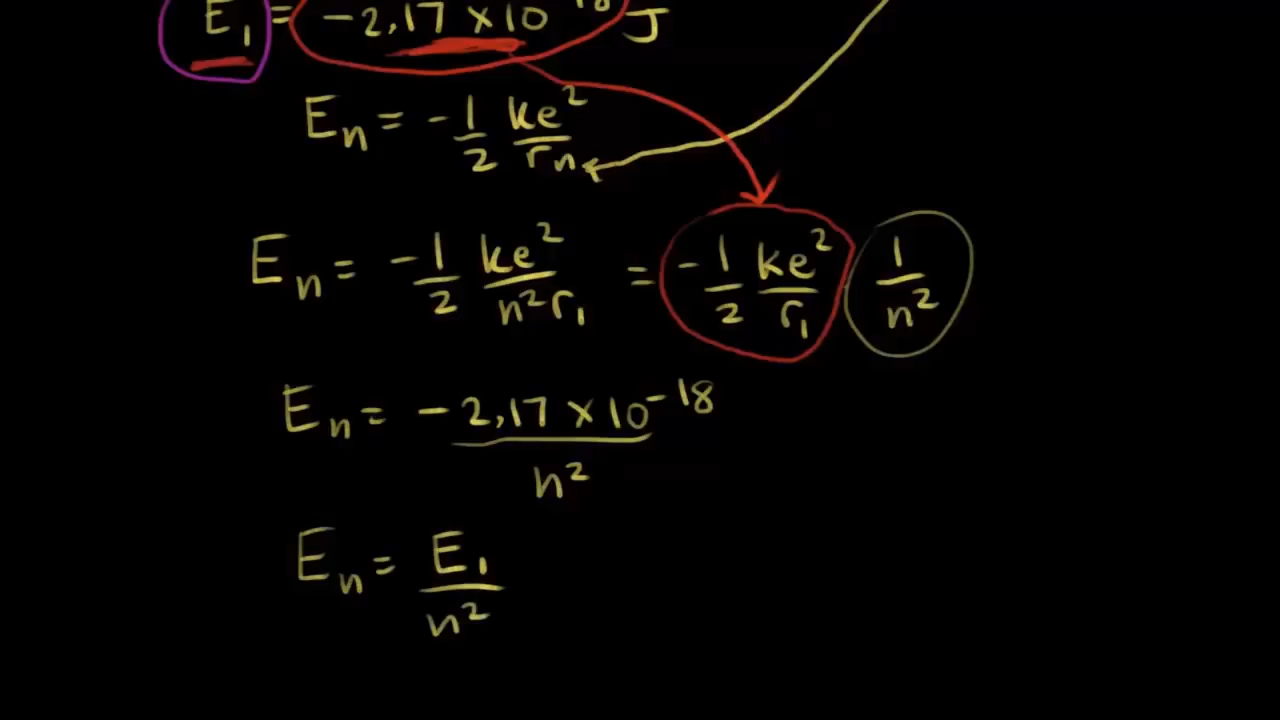 E₁ = -2.17 × 10⁻¹⁸ J
Eₙ = -1/2 ke²/rₙ
Eₙ = -1/2 ke²/n²r₁ = -1/2 ke²/r₁ · 1/n²
Eₙ = -2.17 × 10⁻¹⁸/n²
Eₙ = E₁/n²